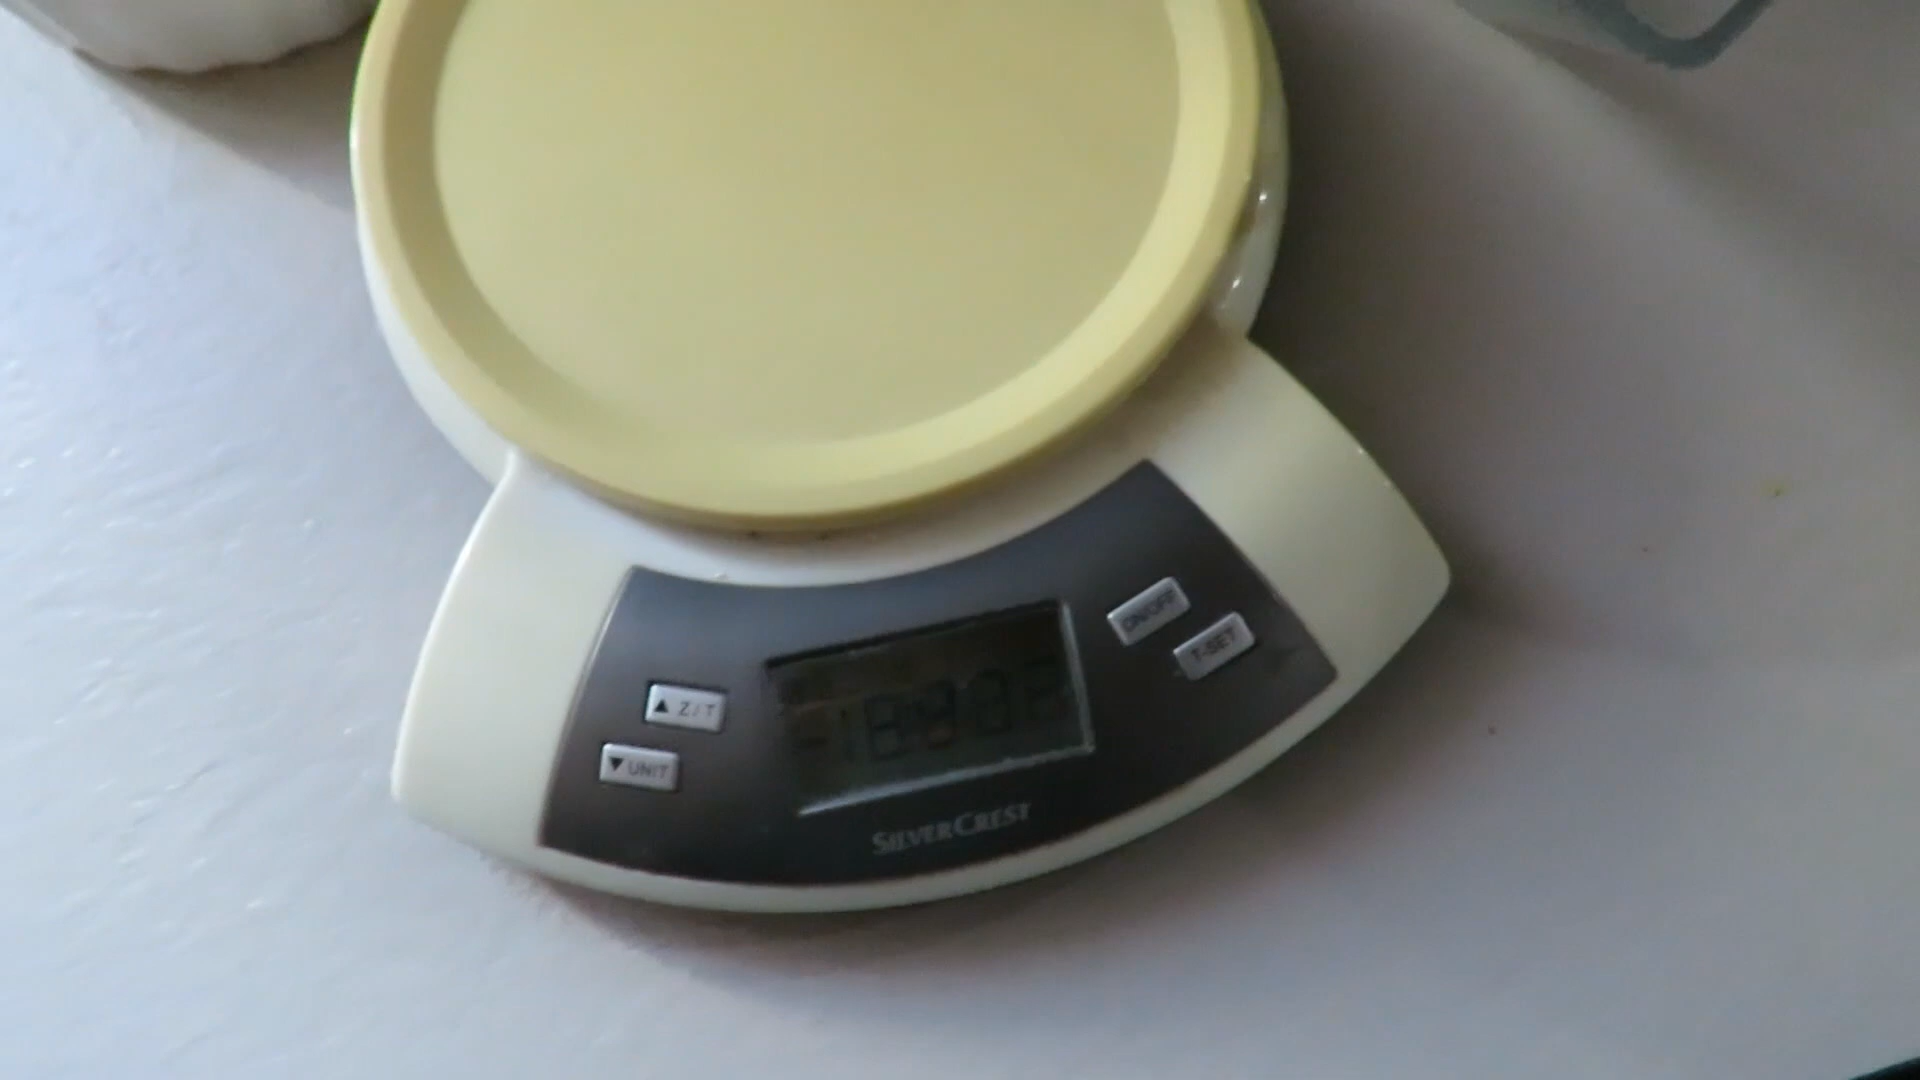 ON/OFF
T-SET
▲ Z/T
▼ UNIT
SILVERCREST